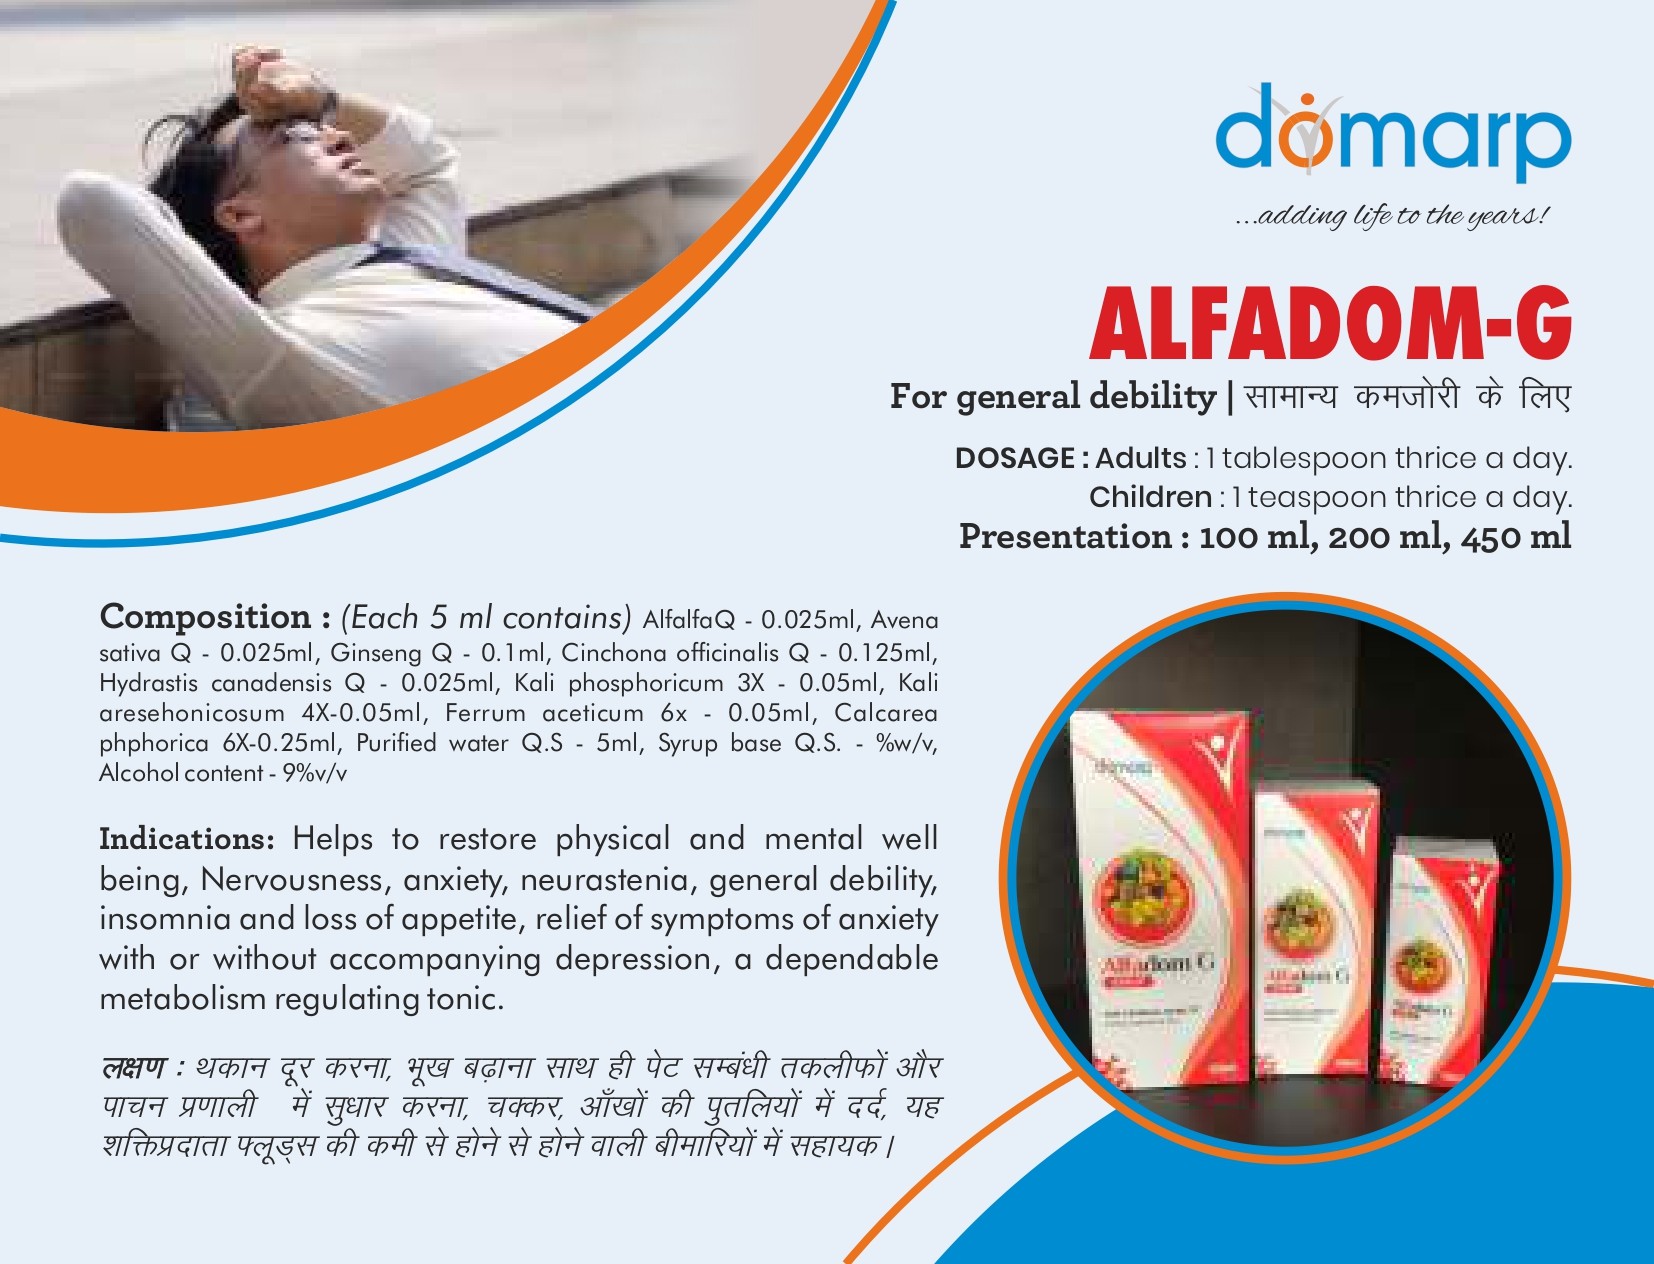 domarp
...adding life to the years!
ALFADOM-G
For general debility | सामान्य कमजोरी के लिए
DOSAGE : Adults : 1 tablespoon thrice a day.
Children : 1 teaspoon thrice a day.
Presentation : 100 ml, 200 ml, 450 ml
Composition : (Each 5 ml contains) AlfalfaQ - 0.025ml, Avena
sativa Q - 0.025ml, Ginseng Q - 0.1ml, Cinchona officinalis Q - 0.125ml,
Hydrastis canadensis Q - 0.025ml, Kali phosphoricum 3X - 0.05ml, Kali
aresehonicosum 4X-0.05ml, Ferrum aceticum 6x - 0.05ml, Calcarea
phphorica 6X-0.25ml, Purified water Q.S - 5ml, Syrup base Q.S. - %w/v,
Alcohol content - 9%v/v
Indications: Helps to restore physical and mental well
being, Nervousness, anxiety, neurastenia, general debility,
insomnia and loss of appetite, relief of symptoms of anxiety
with or without accompanying depression, a dependable
metabolism regulating tonic.
लक्षण : थकान दूर करना, भूख बढ़ाना साथ ही पेट सम्बंधी तकलीफों और
पाचन प्रणाली में सुधार करना, चक्कर, आँखों की पुतलियों में दर्द, यह
शक्तिप्रदाता फ्लूड्स की कमी से होने से होने वाली बीमारियों में सहायक।
domarp
Alfadom G
Alfadom G
Alfadom G